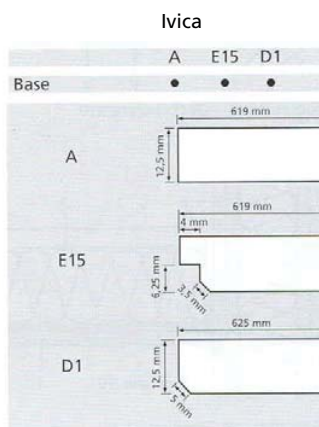 Ivica
A E15 D1
Base ● ● ●
619 mm
A
12,5 mm
619 mm
4 mm
E15
6,25 mm
3,5 mm
625 mm
D1
12,5 mm
5 mm